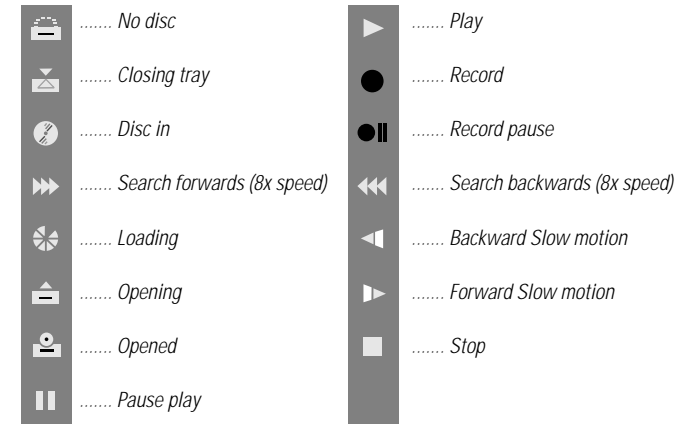 ....... No disc
....... Closing tray
....... Disc in
....... Search forwards (8x speed)
....... Loading
....... Opening
....... Opened
....... Pause play
....... Play
....... Record
....... Record pause
....... Search backwards (8x speed)
....... Backward Slow motion
....... Forward Slow motion
....... Stop